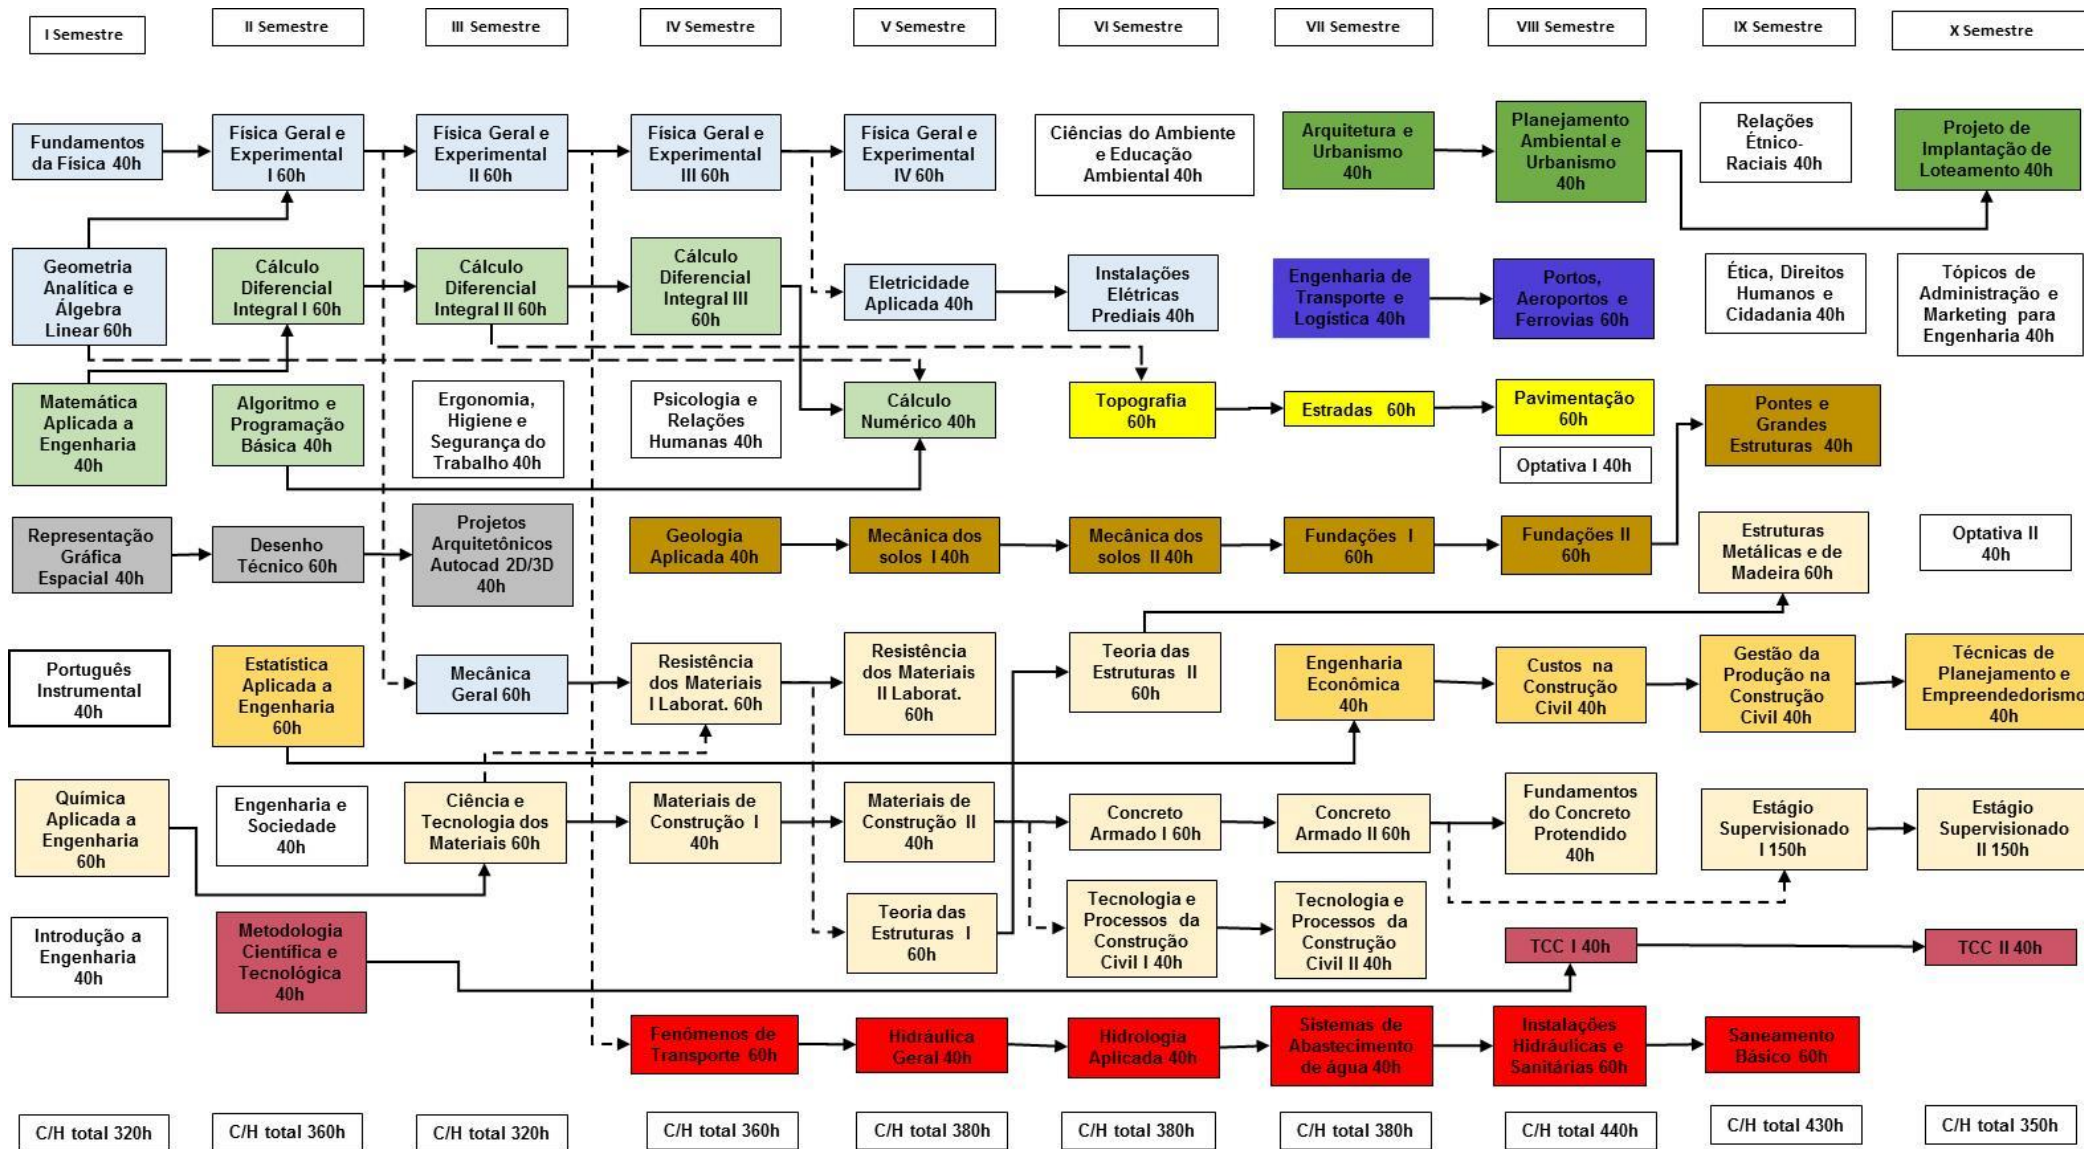 I Semestre
II Semestre
III Semestre
IV Semestre
V Semestre
VI Semestre
VII Semestre
VIII Semestre
IX Semestre
X Semestre
Fundamentos
da Física 40h
Física Geral e
Experimental
I 60h
Física Geral e
Experimental
II 60h
Física Geral e
Experimental
III 60h
Física Geral e
Experimental
IV 60h
Ciências do Ambiente
e Educação
Ambiental 40h
Arquitetura e
Urbanismo
40h
Planejamento
Ambiental e
Urbanismo
40h
Relações
Étnico-
Raciais 40h
Projeto de
Implantação de
Loteamento 40h
Geometria
Analítica e
Álgebra
Linear 60h
Cálculo
Diferencial
Integral I 60h
Cálculo
Diferencial
Integral II 60h
Cálculo
Diferencial
Integral III
60h
Eletricidade
Aplicada 40h
Instalações
Elétricas
Prediais 40h
Engenharia de
Transporte e
Logística 40h
Portos,
Aeroportos e
Ferrovias 60h
Ética, Direitos
Humanos e
Cidadania 40h
Tópicos de
Administração e
Marketing para
Engenharia 40h
Matemática
Aplicada a
Engenharia
40h
Algoritmo e
Programação
Básica 40h
Ergonomia,
Higiene e
Segurança do
Trabalho 40h
Psicologia e
Relações
Humanas 40h
Cálculo
Numérico 40h
Topografia
60h
Estradas 60h
Pavimentação
60h
Optativa I 40h
Pontes e
Grandes
Estruturas 40h
Representação
Gráfica
Espacial 40h
Desenho
Técnico 60h
Projetos
Arquitetônicos
Autocad 2D/3D
40h
Geologia
Aplicada 40h
Mecânica dos
solos I 40h
Mecânica dos
solos II 40h
Fundações I
60h
Fundações II
60h
Estruturas
Metálicas e de
Madeira 60h
Optativa II
40h
Português
Instrumental
40h
Estatística
Aplicada a
Engenharia
60h
Mecânica
Geral 60h
Resistência
dos Materiais
I Laborat. 60h
Resistência
dos Materiais
II Laborat.
60h
Teoria das
Estruturas II
60h
Engenharia
Econômica
40h
Custos na
Construção
Civil 40h
Gestão da
Produção na
Construção
Civil 40h
Técnicas de
Planejamento e
Empreendedorismo
40h
Química
Aplicada a
Engenharia
60h
Engenharia e
Sociedade
40h
Ciência e
Tecnologia dos
Materiais 60h
Materiais de
Construção I
40h
Materiais de
Construção II
40h
Concreto
Armado I 60h
Concreto
Armado II 60h
Fundamentos
do Concreto
Protendido
40h
Estágio
Supervisionado
I 150h
Estágio
Supervisionado
II 150h
Introdução a
Engenharia
40h
Metodologia
Científica e
Tecnológica
40h
Teoria das
Estruturas I
60h
Tecnologia e
Processos da
Construção
Civil I 40h
Tecnologia e
Processos da
Construção
Civil II 40h
TCC I 40h
TCC II 40h
Fenômenos de
Transporte 60h
Hidráulica
Geral 40h
Hidrologia
Aplicada 40h
Sistemas de
Abastecimento
de água 40h
Instalações
Hidráulicas e
Sanitárias 60h
Saneamento
Básico 60h
C/H total 320h
C/H total 360h
C/H total 320h
C/H total 360h
C/H total 380h
C/H total 380h
C/H total 380h
C/H total 440h
C/H total 430h
C/H total 350h